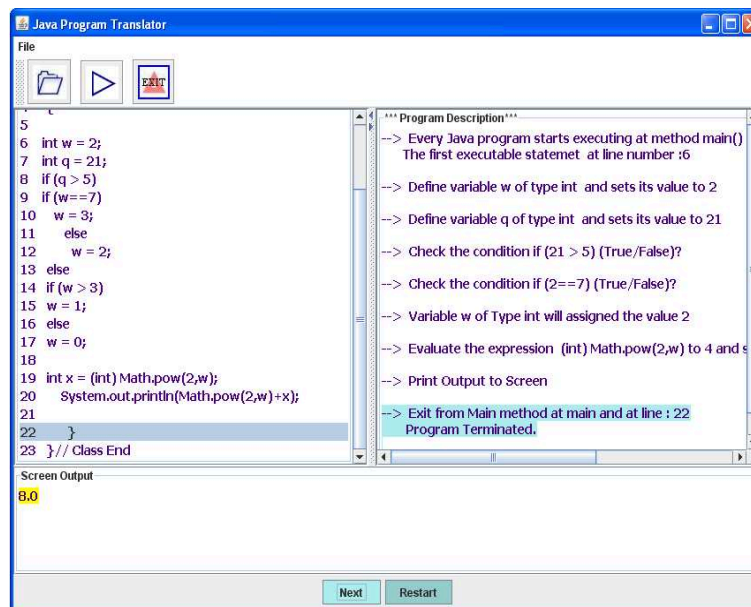 Java Program Translator
File
EXIT
4 {
5
6 int w = 2;
7 int q = 21;
8 if (q > 5)
9 if (w==7)
10 w = 3;
11 else
12 w = 2;
13 else
14 if (w > 3)
15 w = 1;
16 else
17 w = 0;
18
19 int x = (int) Math.pow(2,w);
20 System.out.println(Math.pow(2,w)+x);
21
22 }
23 }// Class End
*** Program Description***
--> Every Java program starts executing at method main()
The first executable statemet at line number :6
--> Define variable w of type int and sets its value to 2
--> Define variable q of type int and sets its value to 21
--> Check the condition if (21 > 5) (True/False)?
--> Check the condition if (2==7) (True/False)?
--> Variable w of Type int will assigned the value 2
--> Evaluate the expression (int) Math.pow(2,w) to 4 and s
--> Print Output to Screen
--> Exit from Main method at main and at line : 22
Program Terminated.
Screen Output
8.0
Next
Restart